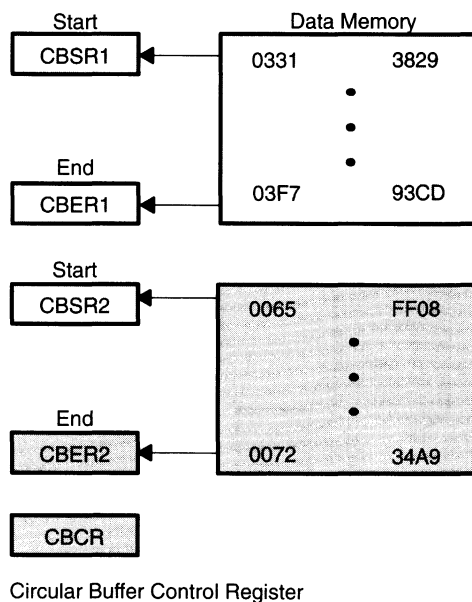 Start
Data Memory
CBSR1
0331 3829
End
CBER1
03F7 93CD
Start
CBSR2
0065 FF08
End
CBER2
0072 34A9
CBCR
Circular Buffer Control Register